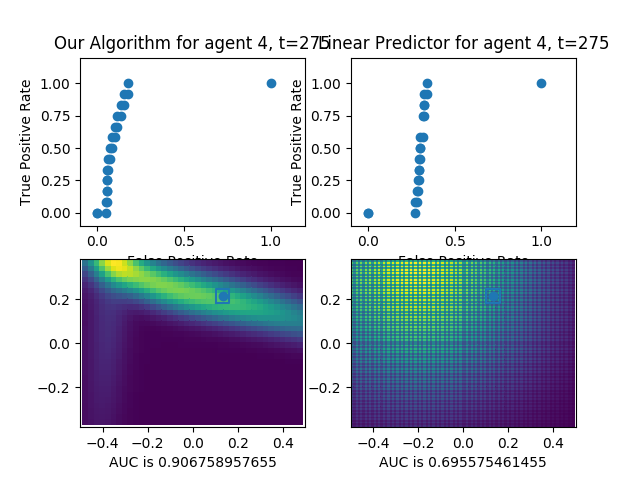 Our Algorithm for agent 4, t=275
Linear Predictor for agent 4, t=275
True Positive Rate
1.00
0.75
0.50
0.25
0.00
0.0 0.5 1.0
False Positive Rate
True Positive Rate
1.00
0.75
0.50
0.25
0.00
0.0 0.5 1.0
False Positive Rate
0.2
0.0
−0.2
−0.4 −0.2 0.0 0.2 0.4
AUC is 0.906758957655
0.2
0.0
−0.2
−0.4 −0.2 0.0 0.2 0.4
AUC is 0.695575461455